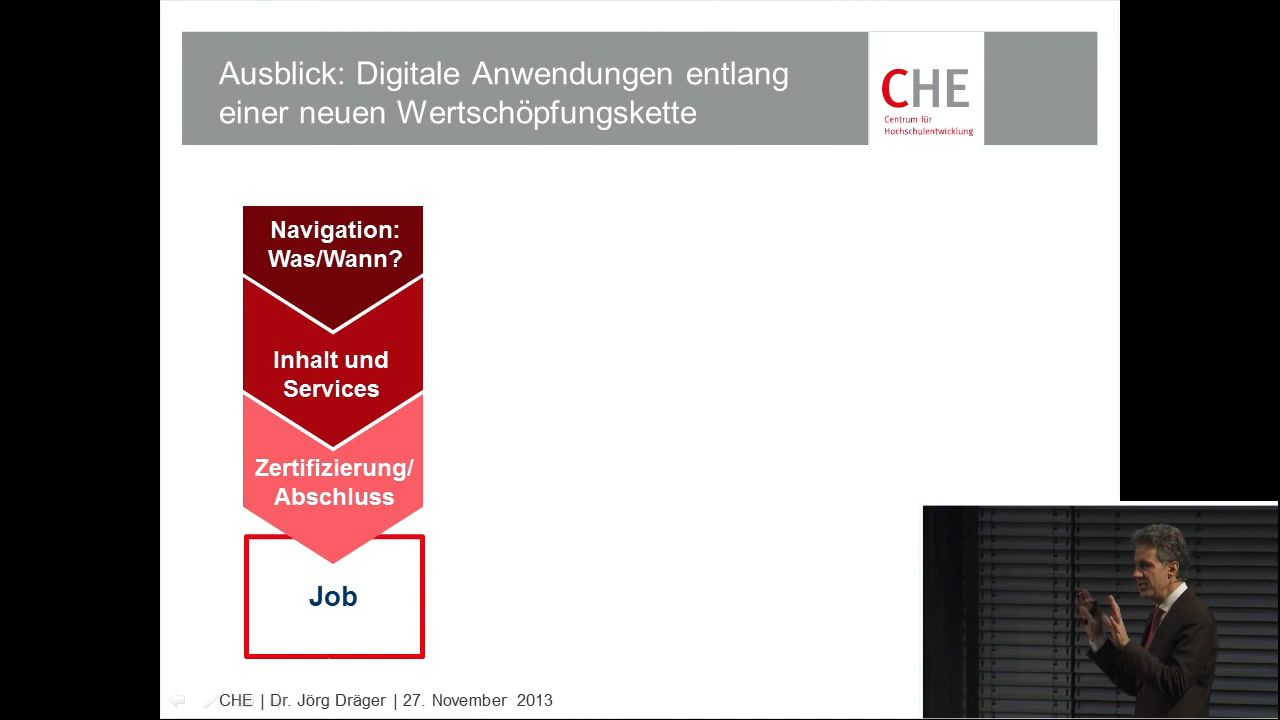 Ausblick: Digitale Anwendungen entlang
einer neuen Wertschöpfungskette
CHE
Centrum für
Hochschulentwicklung
Navigation:
Was/Wann?
Inhalt und
Services
Zertifizierung/
Abschluss
Job
CHE | Dr. Jörg Dräger | 27. November 2013